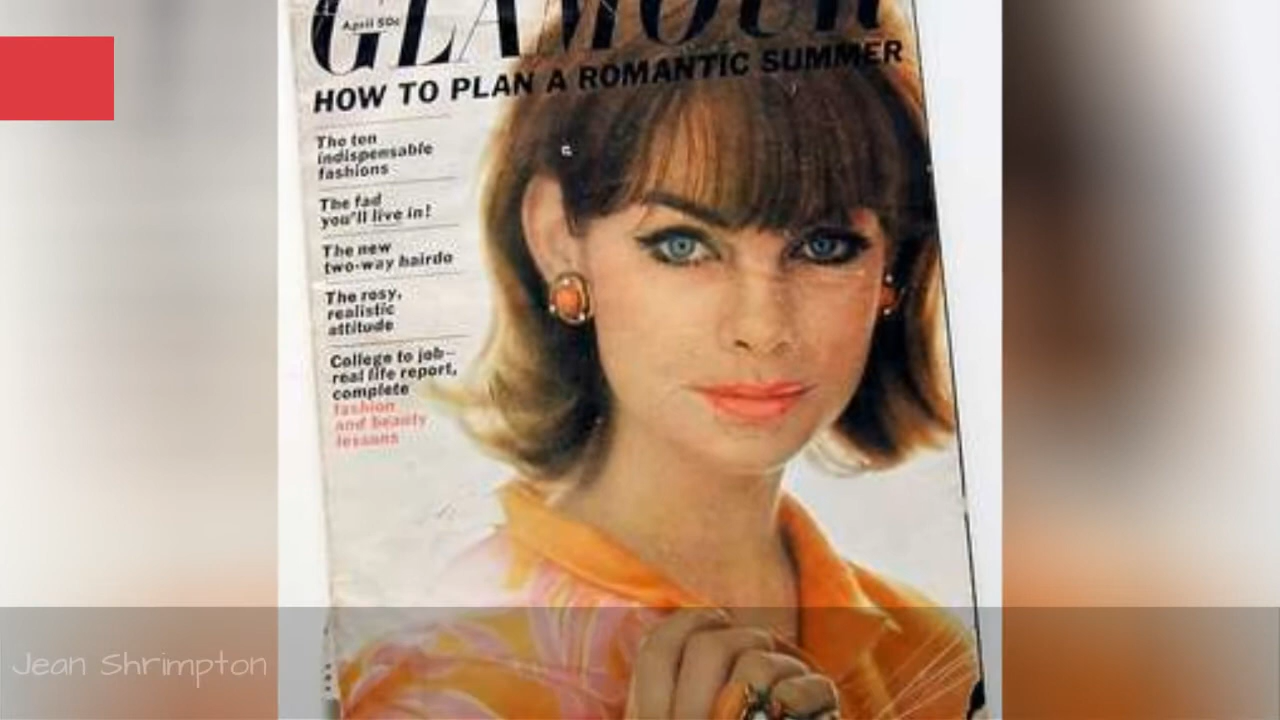 April 50c
GLAMOUR
HOW TO PLAN A ROMANTIC SUMMER
The ten
indispensable
fashions
The fad
you'll live in!
The new
two-way hairdo
The rosy,
realistic
attitude
College to job—
real life report,
complete
fashion
and beauty
lessons
Jean Shrimpton